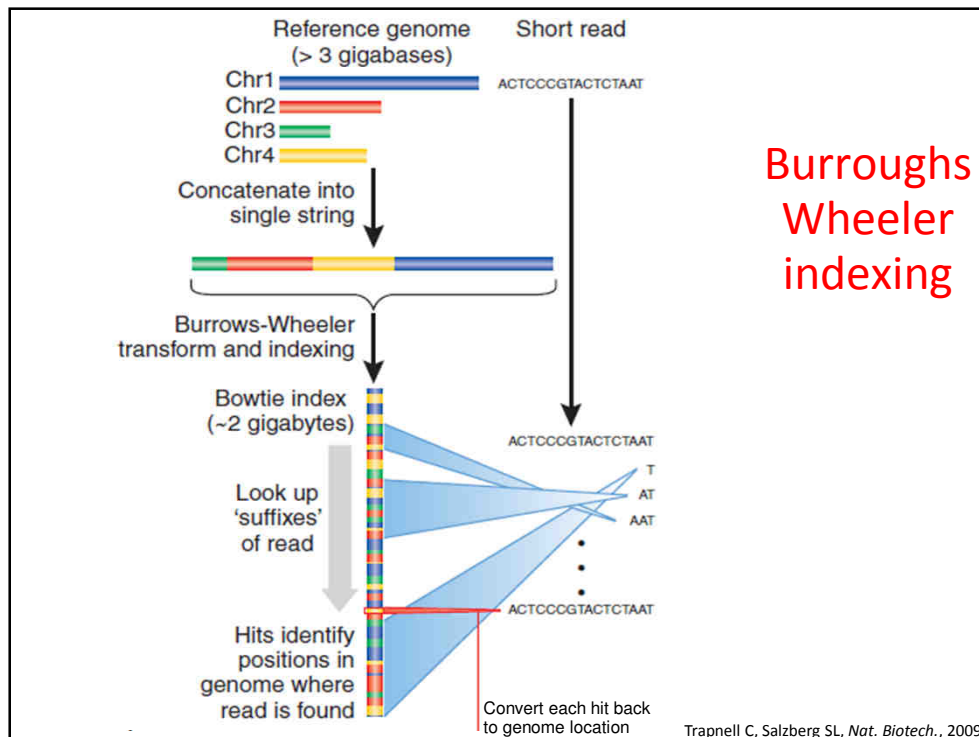 Reference genome
(> 3 gigabases)
Short read
Chr1
ACTCCCGTACTCTAAT
Chr2
Chr3
Chr4
Concatenate into
single string
Burroughs
Wheeler
indexing
Burrows-Wheeler
transform and indexing
Bowtie index
(~2 gigabytes)
ACTCCCGTACTCTAAT
T
AT
AAT
Look up
‘suffixes’
of read
ACTCCCGTACTCTAAT
Hits identify
positions in
genome where
read is found
Convert each hit back
to genome location
Trapnell C, Salzberg SL, Nat. Biotech., 2009